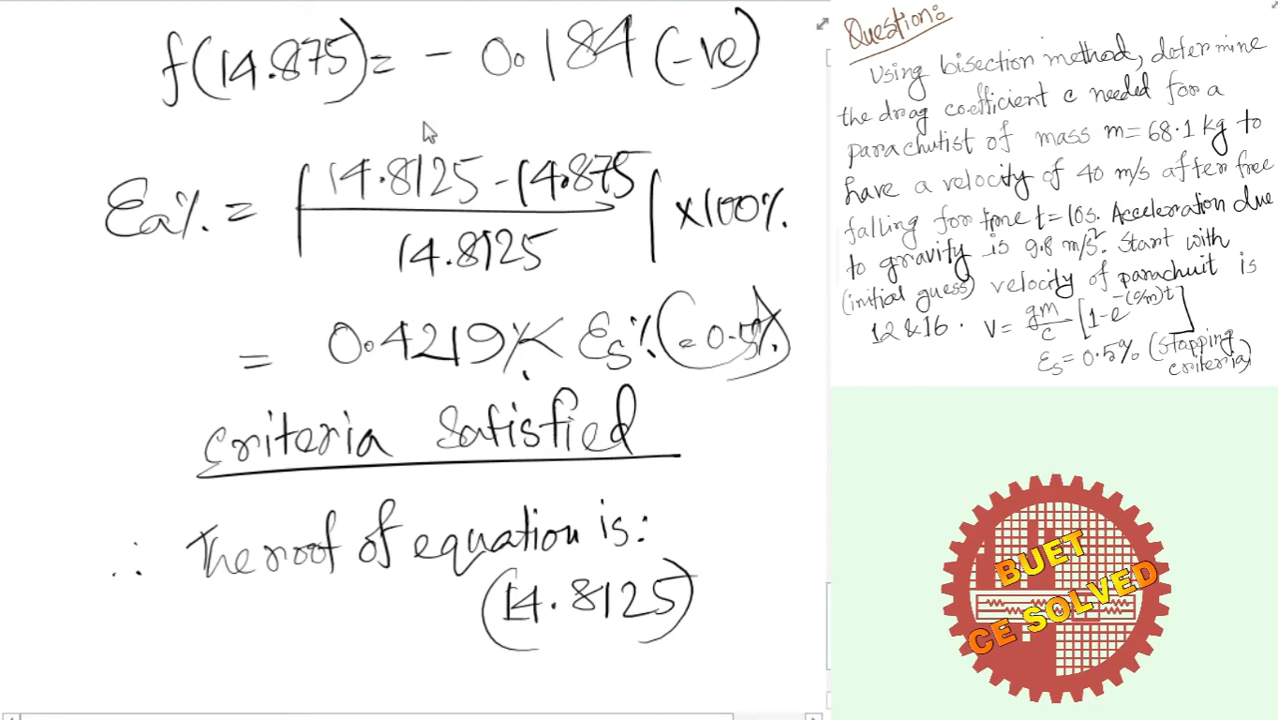 f(14.875) = - 0.184 (-ve)
Ea% = | 14.8125 - 14.875 / 14.8125 | ×100%
= 0.4219% < Es% (= 0.5%)
Criteria Satisfied
∴ The root of equation is:
(14.8125)
Question:
Using bisection method, determine
the drag coefficient c needed for a
parachutist of mass m = 68.1 kg to
have a velocity of 40 m/s after free
falling for time t = 10s. Acceleration due
to gravity is 9.8 m/s². Start with
(initial guess) velocity of parachuit is
12 & 16. V = gm/c [1-e^-(c/m)t]
Es = 0.5% (stopping
criteria)
BUET
CE SOLVED